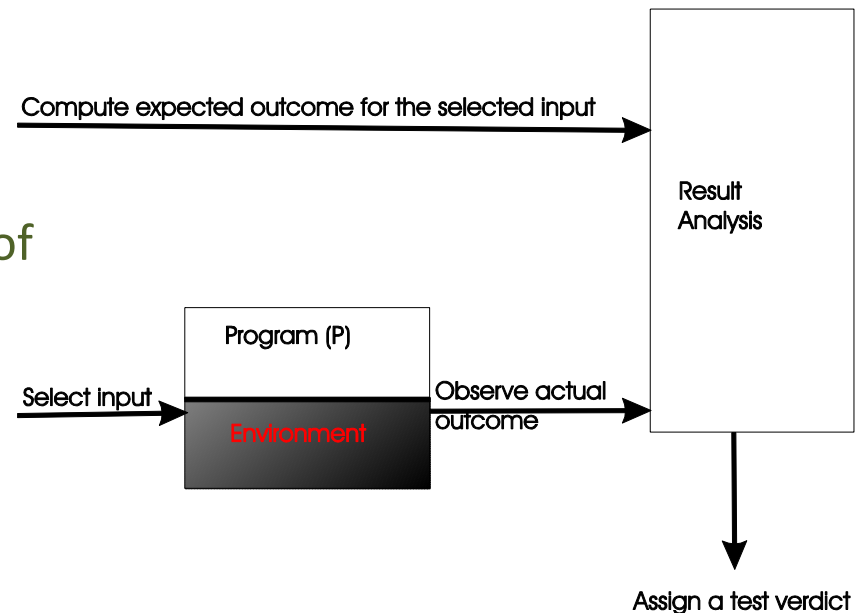 Compute expected outcome for the selected input
Result
Analysis
of
Program (P)
Select input
Observe actual
outcome
Environment
Assign a test verdict